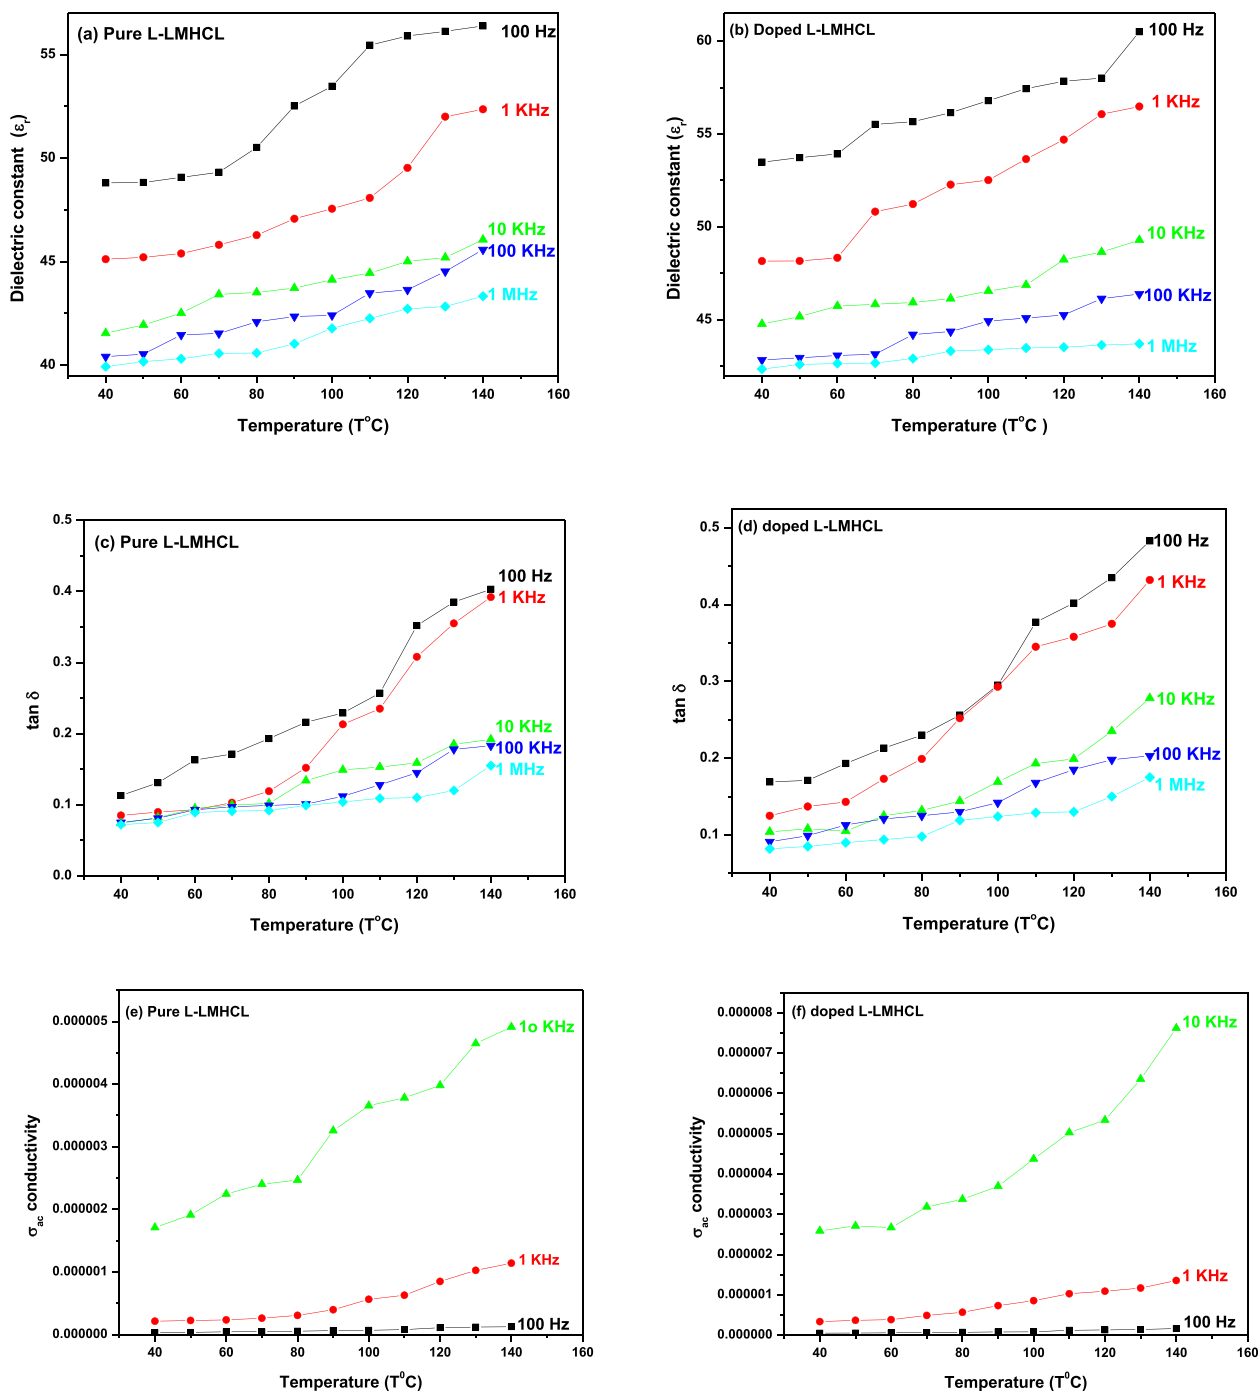 (a) Pure L-LMHCL
100 Hz
1 KHz
10 KHz
100 KHz
1 MHz
55
50
45
40
40 60 80 100 120 140 160
Dielectric constant (εr)
Temperature (T°C)
(b) Doped L-LMHCL
100 Hz
1 KHz
10 KHz
100 KHz
1 MHz
60
55
50
45
40 60 80 100 120 140 160
Dielectric constant (εr)
Temperature (T°C )
(c) Pure L-LMHCL
100 Hz
1 KHz
10 KHz
100 KHz
1 MHz
0.5
0.4
0.3
0.2
0.1
0.0
40 60 80 100 120 140 160
tan δ
Temperature (T°C)
(d) doped L-LMHCL
100 Hz
1 KHz
10 KHz
100 KHz
1 MHz
0.5
0.4
0.3
0.2
0.1
40 60 80 100 120 140 160
tan δ
Temperature (T°C)
(e) Pure L-LMHCL
1o KHz
1 KHz
100 Hz
0.000005
0.000004
0.000003
0.000002
0.000001
0.000000
40 60 80 100 120 140 160
σac conductivity
Temperature (T⁰C)
(f) doped L-LMHCL
10 KHz
1 KHz
100 Hz
0.000008
0.000007
0.000006
0.000005
0.000004
0.000003
0.000002
0.000001
0.000000
40 60 80 100 120 140 160
σac conductivity
Temperature (T⁰C)